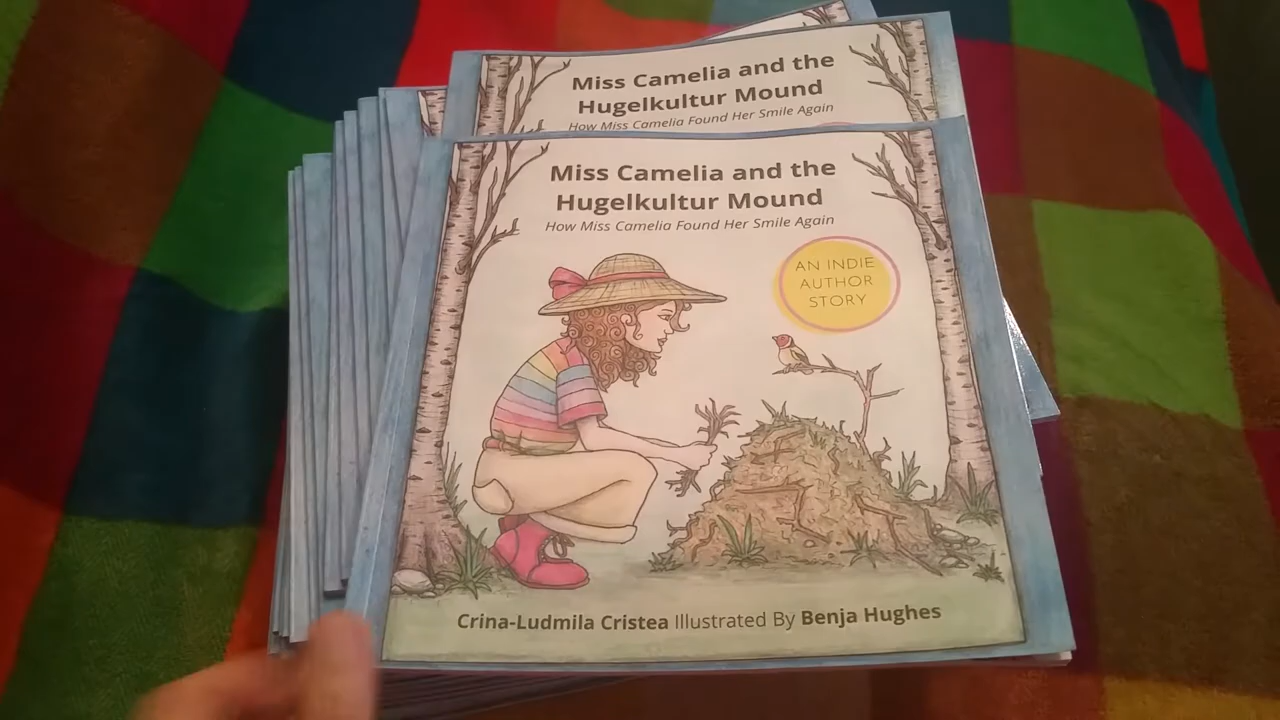 Miss Camelia and the
Hugelkultur Mound
How Miss Camelia Found Her Smile Again
Miss Camelia and the
Hugelkultur Mound
How Miss Camelia Found Her Smile Again
AN INDIE
AUTHOR
STORY
Crina-Ludmila Cristea Illustrated By Benja Hughes